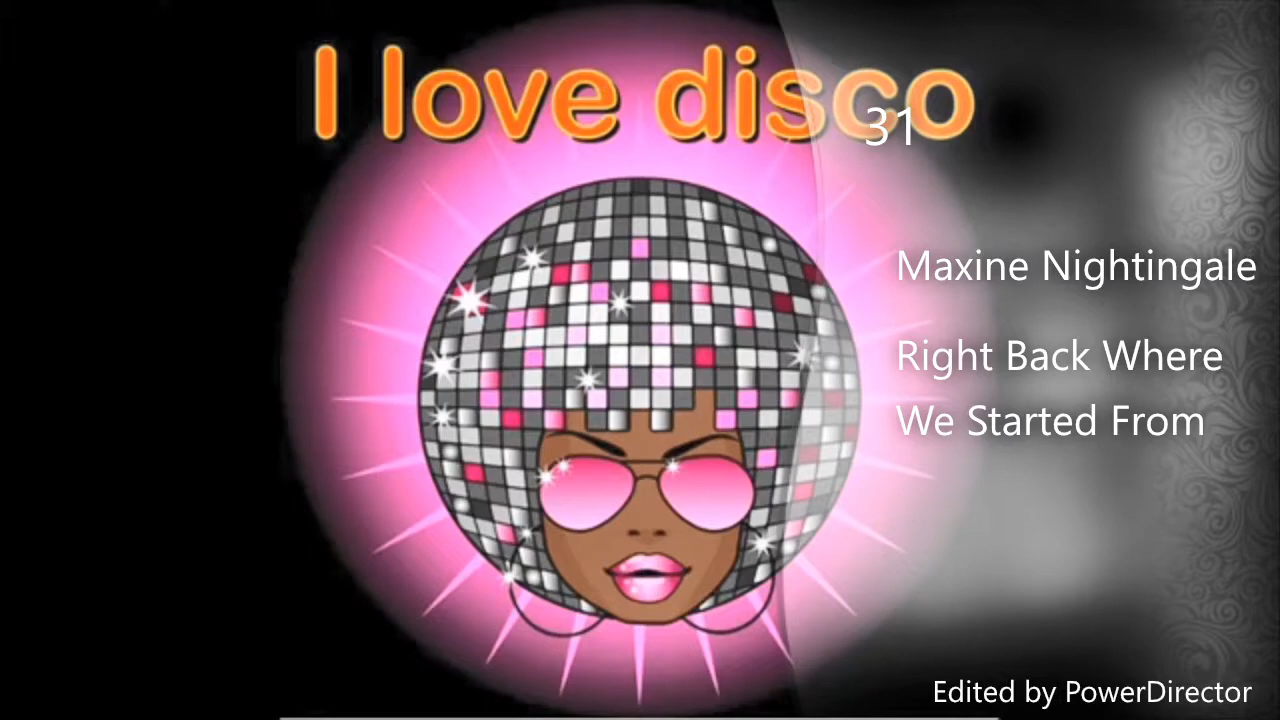 I love disco
31
Maxine Nightingale
Right Back Where
We Started From
Edited by PowerDirector